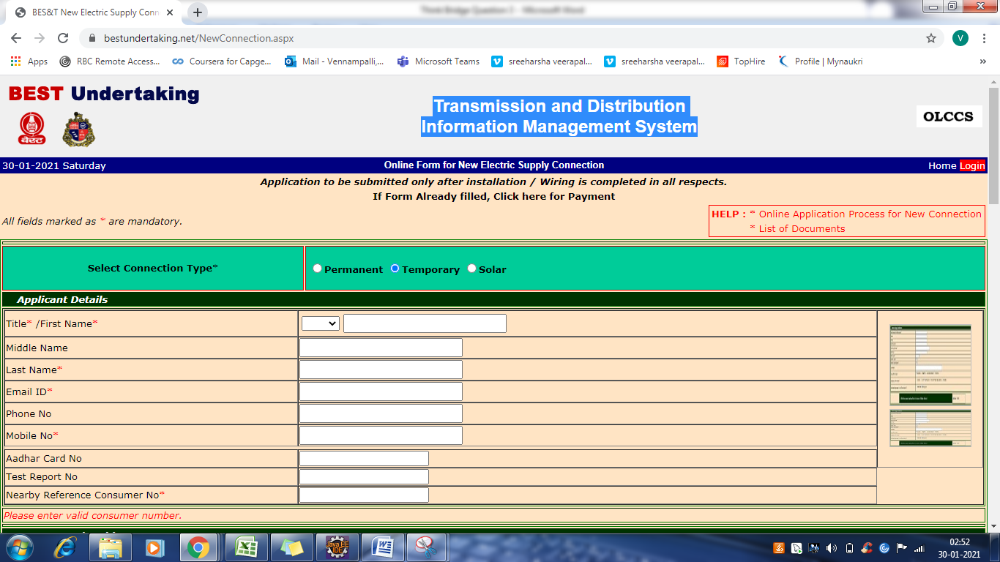 BES&T New Electric Supply Conn
bestundertaking.net/NewConnection.aspx
V
Apps
RBC Remote Access...
Coursera for Capge...
Mail - Vennampalli,...
Microsoft Teams
sreeharsha veerapal...
sreeharsha veerapal...
TopHire
Profile | Mynaukri
BEST Undertaking
बेस्ट
Transmission and Distribution
Information Management System
OLCCS
30-01-2021 Saturday
Online Form for New Electric Supply Connection
Home Login
Application to be submitted only after installation / Wiring is completed in all respects.
If Form Already filled, Click here for Payment
All fields marked as * are mandatory.
HELP : * Online Application Process for New Connection
* List of Documents
Select Connection Type*
Permanent Temporary Solar
Applicant Details
Title* /First Name*
Middle Name
Last Name*
Email ID*
Phone No
Mobile No*
Aadhar Card No
Test Report No
Nearby Reference Consumer No*
Please enter valid consumer number.
Java EE
IDE
02:52
30-01-2021